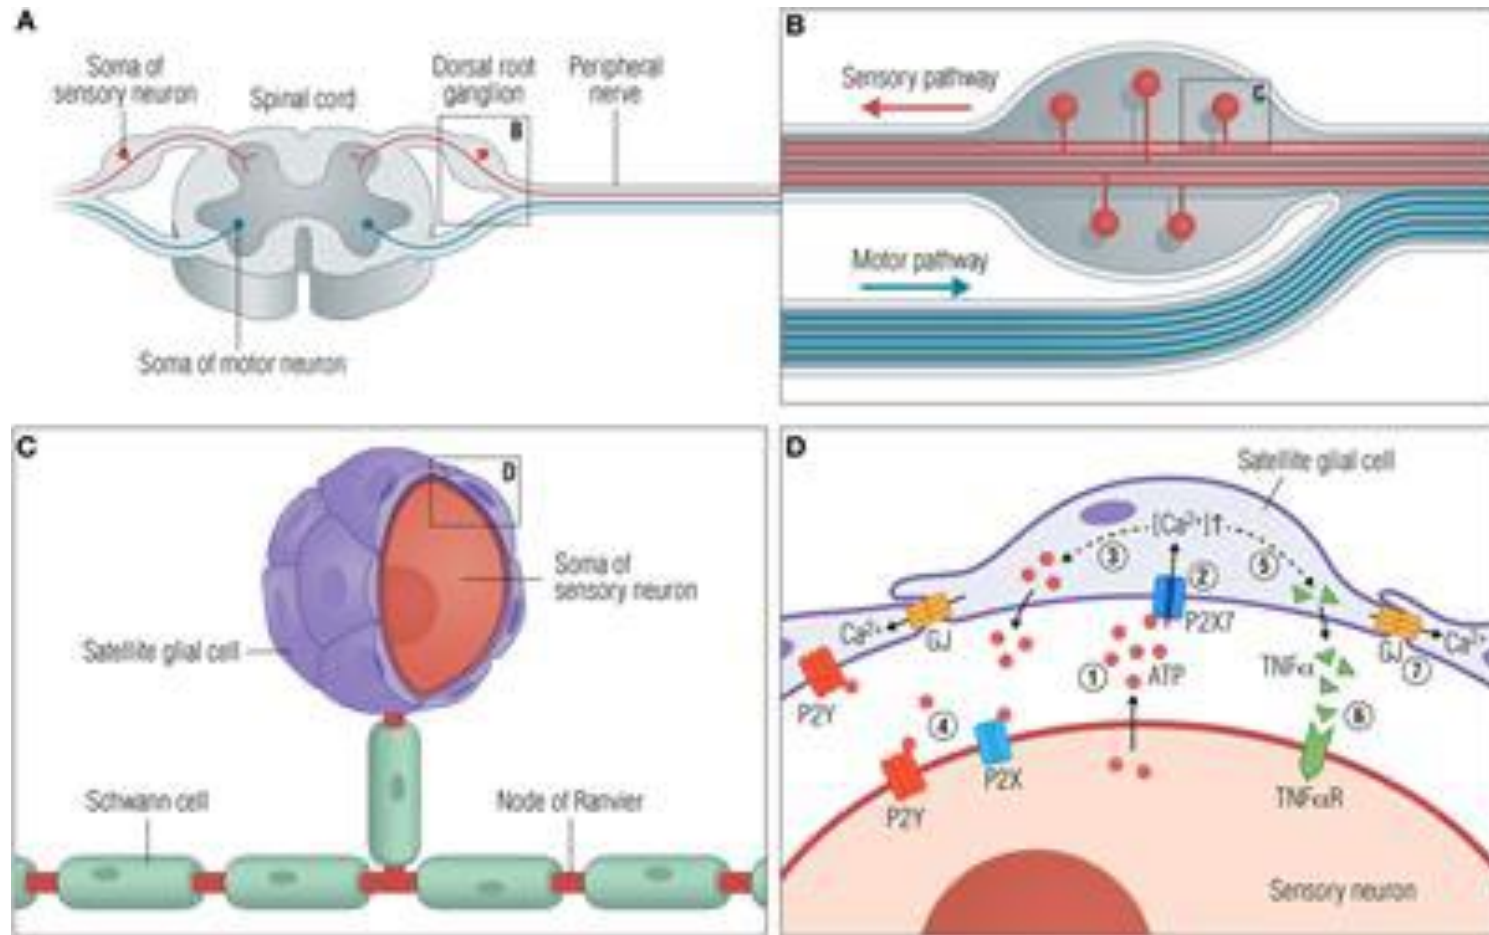 A
Soma of
sensory neuron
Spinal cord
Dorsal root
ganglion
Peripheral
nerve
B
Soma of motor neuron
B
Sensory pathway
C
Motor pathway
C
D
Soma of
sensory neuron
Satellite glial cell
Schwann cell
Node of Ranvier
D
Satellite glial cell
[Ca²⁺]↑
③
⑤
②
P2X7
Ca²⁺
GJ
GJ
Ca²⁺
⑦
TNFα
①
ATP
P2Y
④
⑥
P2X
P2Y
TNFαR
Sensory neuron